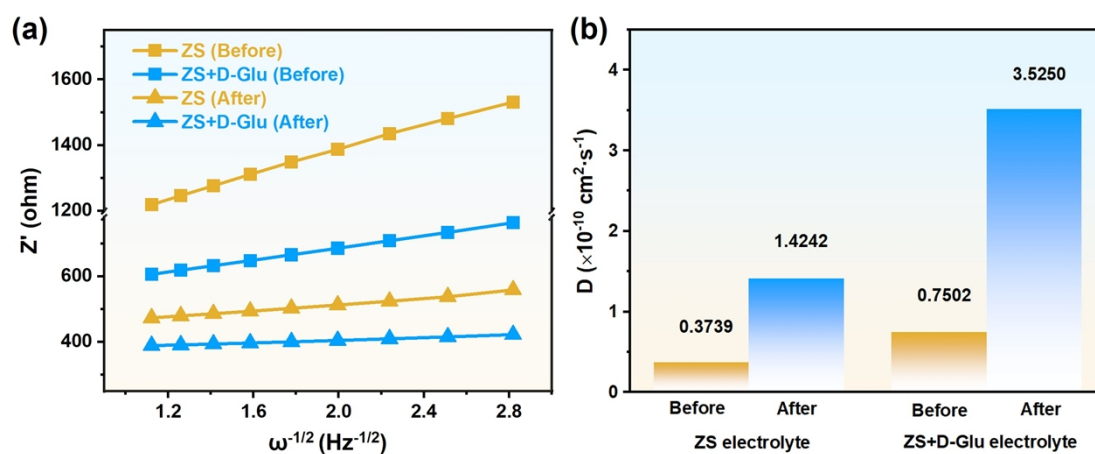 (a)
ZS (Before)
ZS+D-Glu (Before)
ZS (After)
ZS+D-Glu (After)
1600
1400
1200
600
400
Z' (ohm)
1.2 1.6 2.0 2.4 2.8
ω⁻¹/² (Hz⁻¹/²)
(b)
4
3
2
1
0
D (×10⁻¹⁰ cm²·s⁻¹)
0.3739
1.4242
0.7502
3.5250
Before After Before After
ZS electrolyte ZS+D-Glu electrolyte